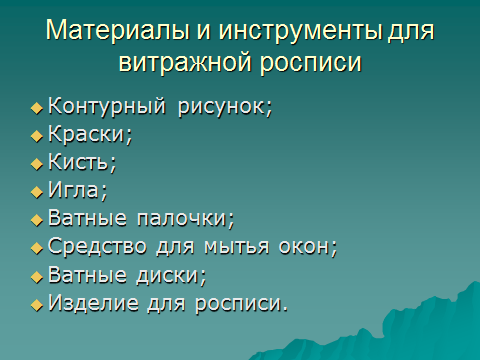 Материалы и инструменты для
витражной росписи
Контурный рисунок;
Краски;
Кисть;
Игла;
Ватные палочки;
Средство для мытья окон;
Ватные диски;
Изделие для росписи.